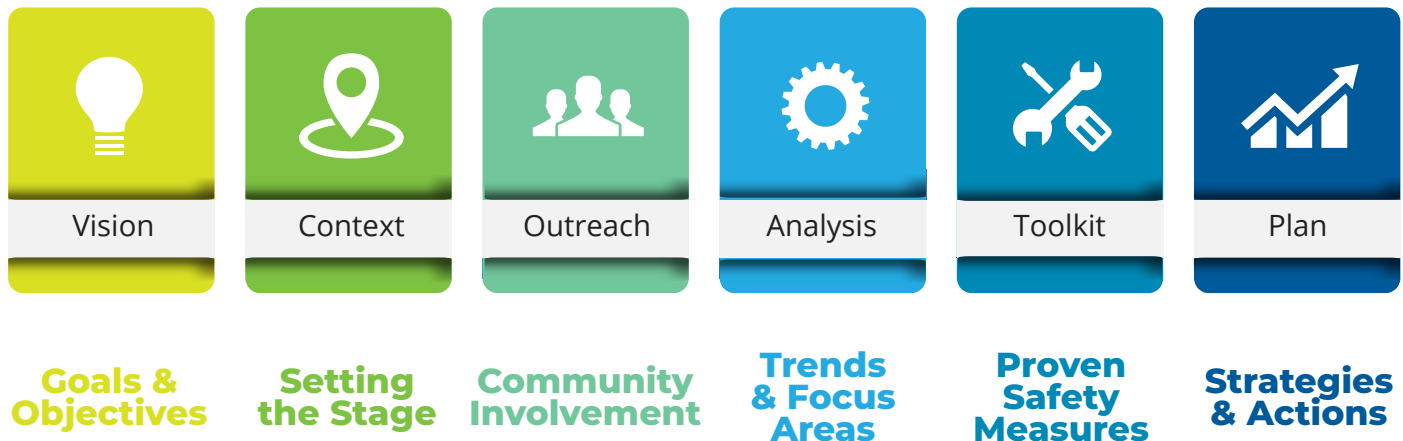 Vision
Context
Outreach
Analysis
Toolkit
Plan
Goals &
Objectives
Setting
the Stage
Community
Involvement
Trends
& Focus
Areas
Proven
Safety
Measures
Strategies
& Actions